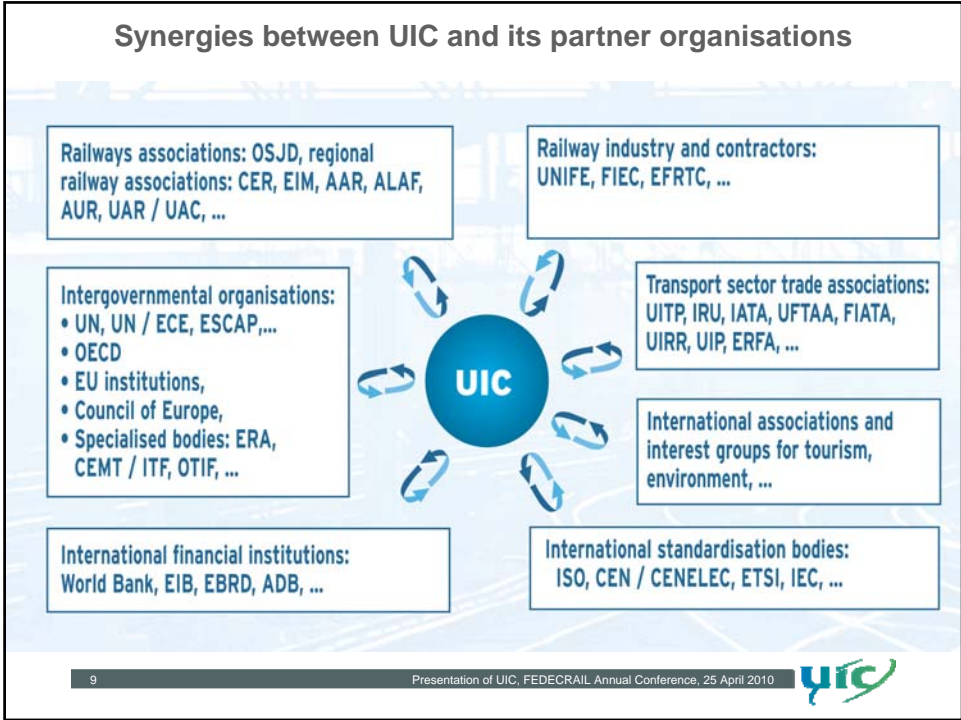 Synergies between UIC and its partner organisations
Railways associations: OSJD, regional
railway associations: CER, EIM, AAR, ALAF,
AUR, UAR / UAC, ...
Railway industry and contractors:
UNIFE, FIEC, EFRTC, ...
Intergovernmental organisations:
• UN, UN / ECE, ESCAP,...
• OECD
• EU institutions,
• Council of Europe,
• Specialised bodies: ERA,
CEMT / ITF, OTIF, ...
UIC
Transport sector trade associations:
UITP, IRU, IATA, UFTAA, FIATA,
UIRR, UIP, ERFA, ...
International associations and
interest groups for tourism,
environment, ...
International financial institutions:
World Bank, EIB, EBRD, ADB, ...
International standardisation bodies:
ISO, CEN / CENELEC, ETSI, IEC, ...
9
Presentation of UIC, FEDECRAIL Annual Conference, 25 April 2010
uic